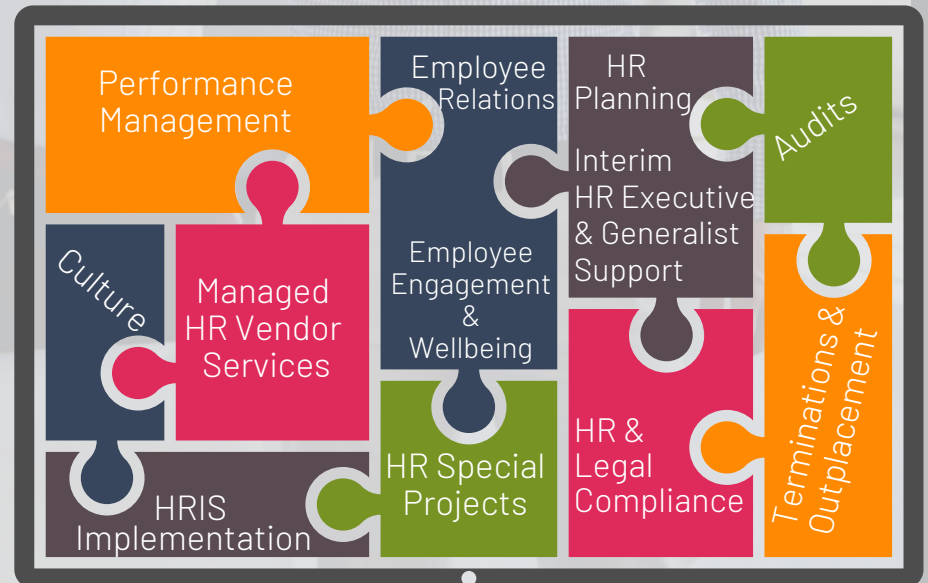 Performance
Management
Employee
Relations
HR
Planning
Interim
HR Executive
& Generalist
Support
Audits
Culture
Managed
HR Vendor
Services
Employee
Engagement
&
Wellbeing
HRIS
Implementation
HR Special
Projects
HR &
Legal
Compliance
Terminations &
Outplacement